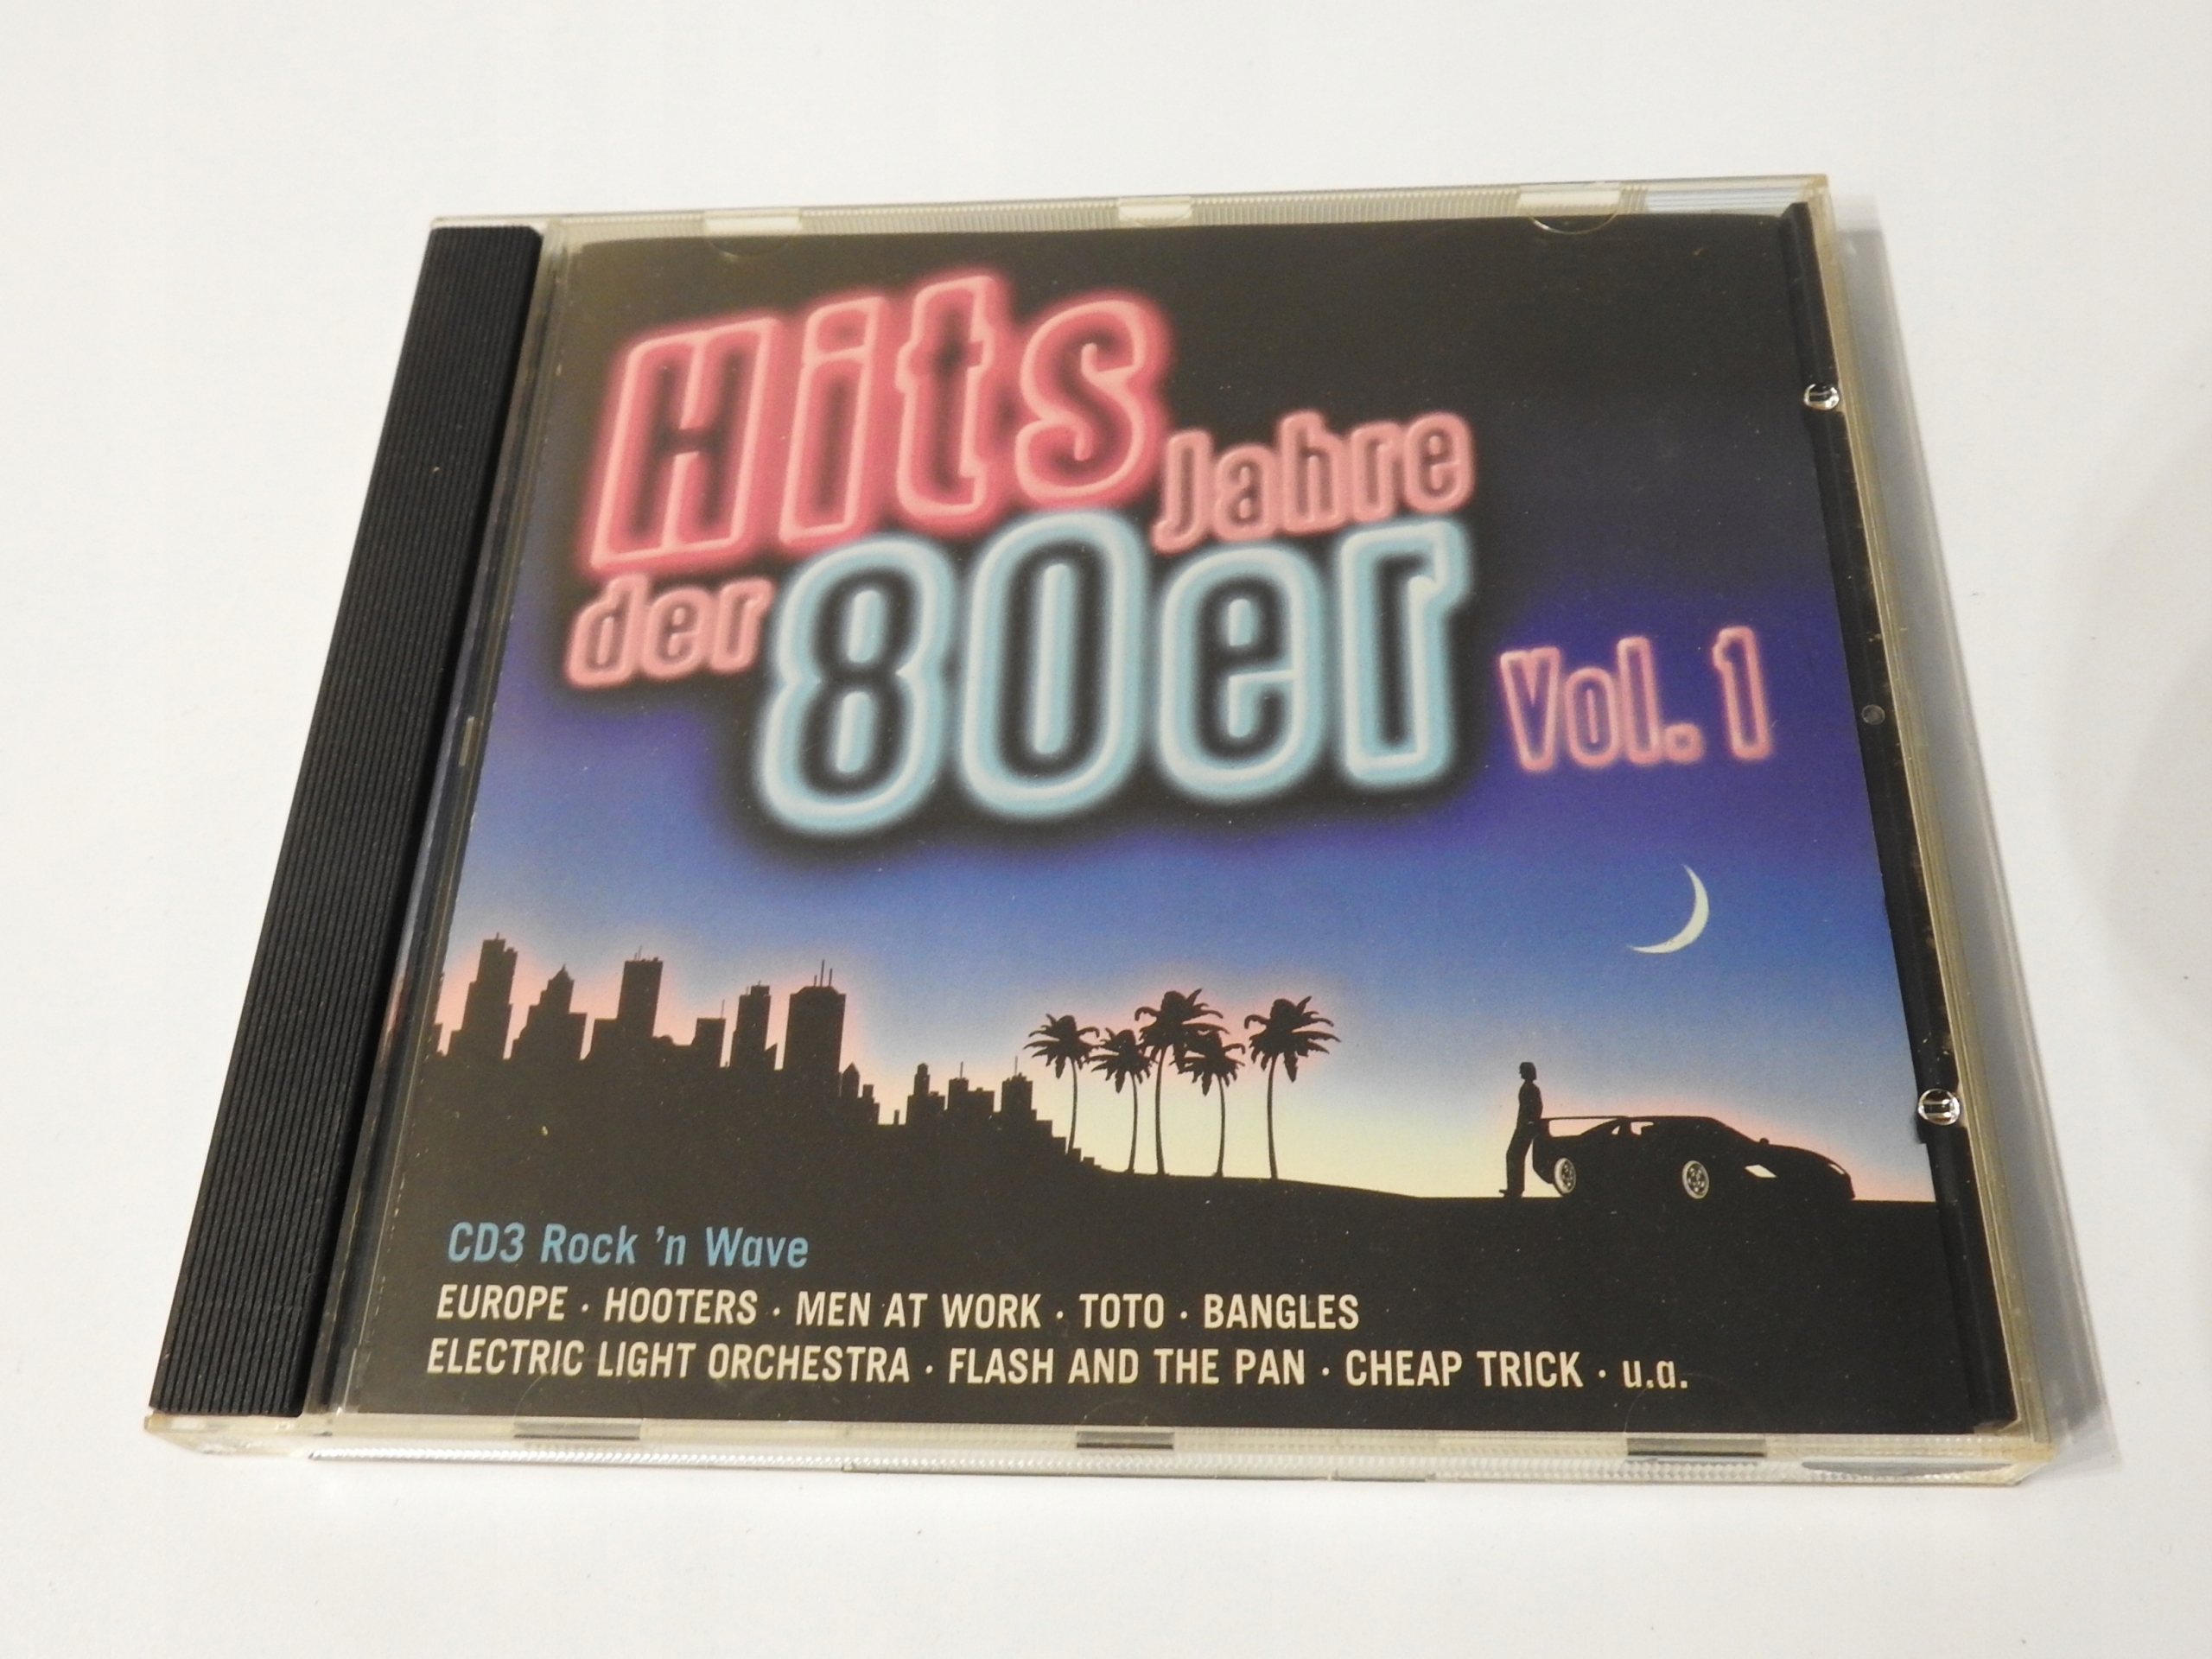 Hits
der 80er Jahre
Vol. 1
CD3 Rock 'n Wave
EUROPE · HOOTERS · MEN AT WORK · TOTO · BANGLES
ELECTRIC LIGHT ORCHESTRA · FLASH AND THE PAN · CHEAP TRICK · u.a.